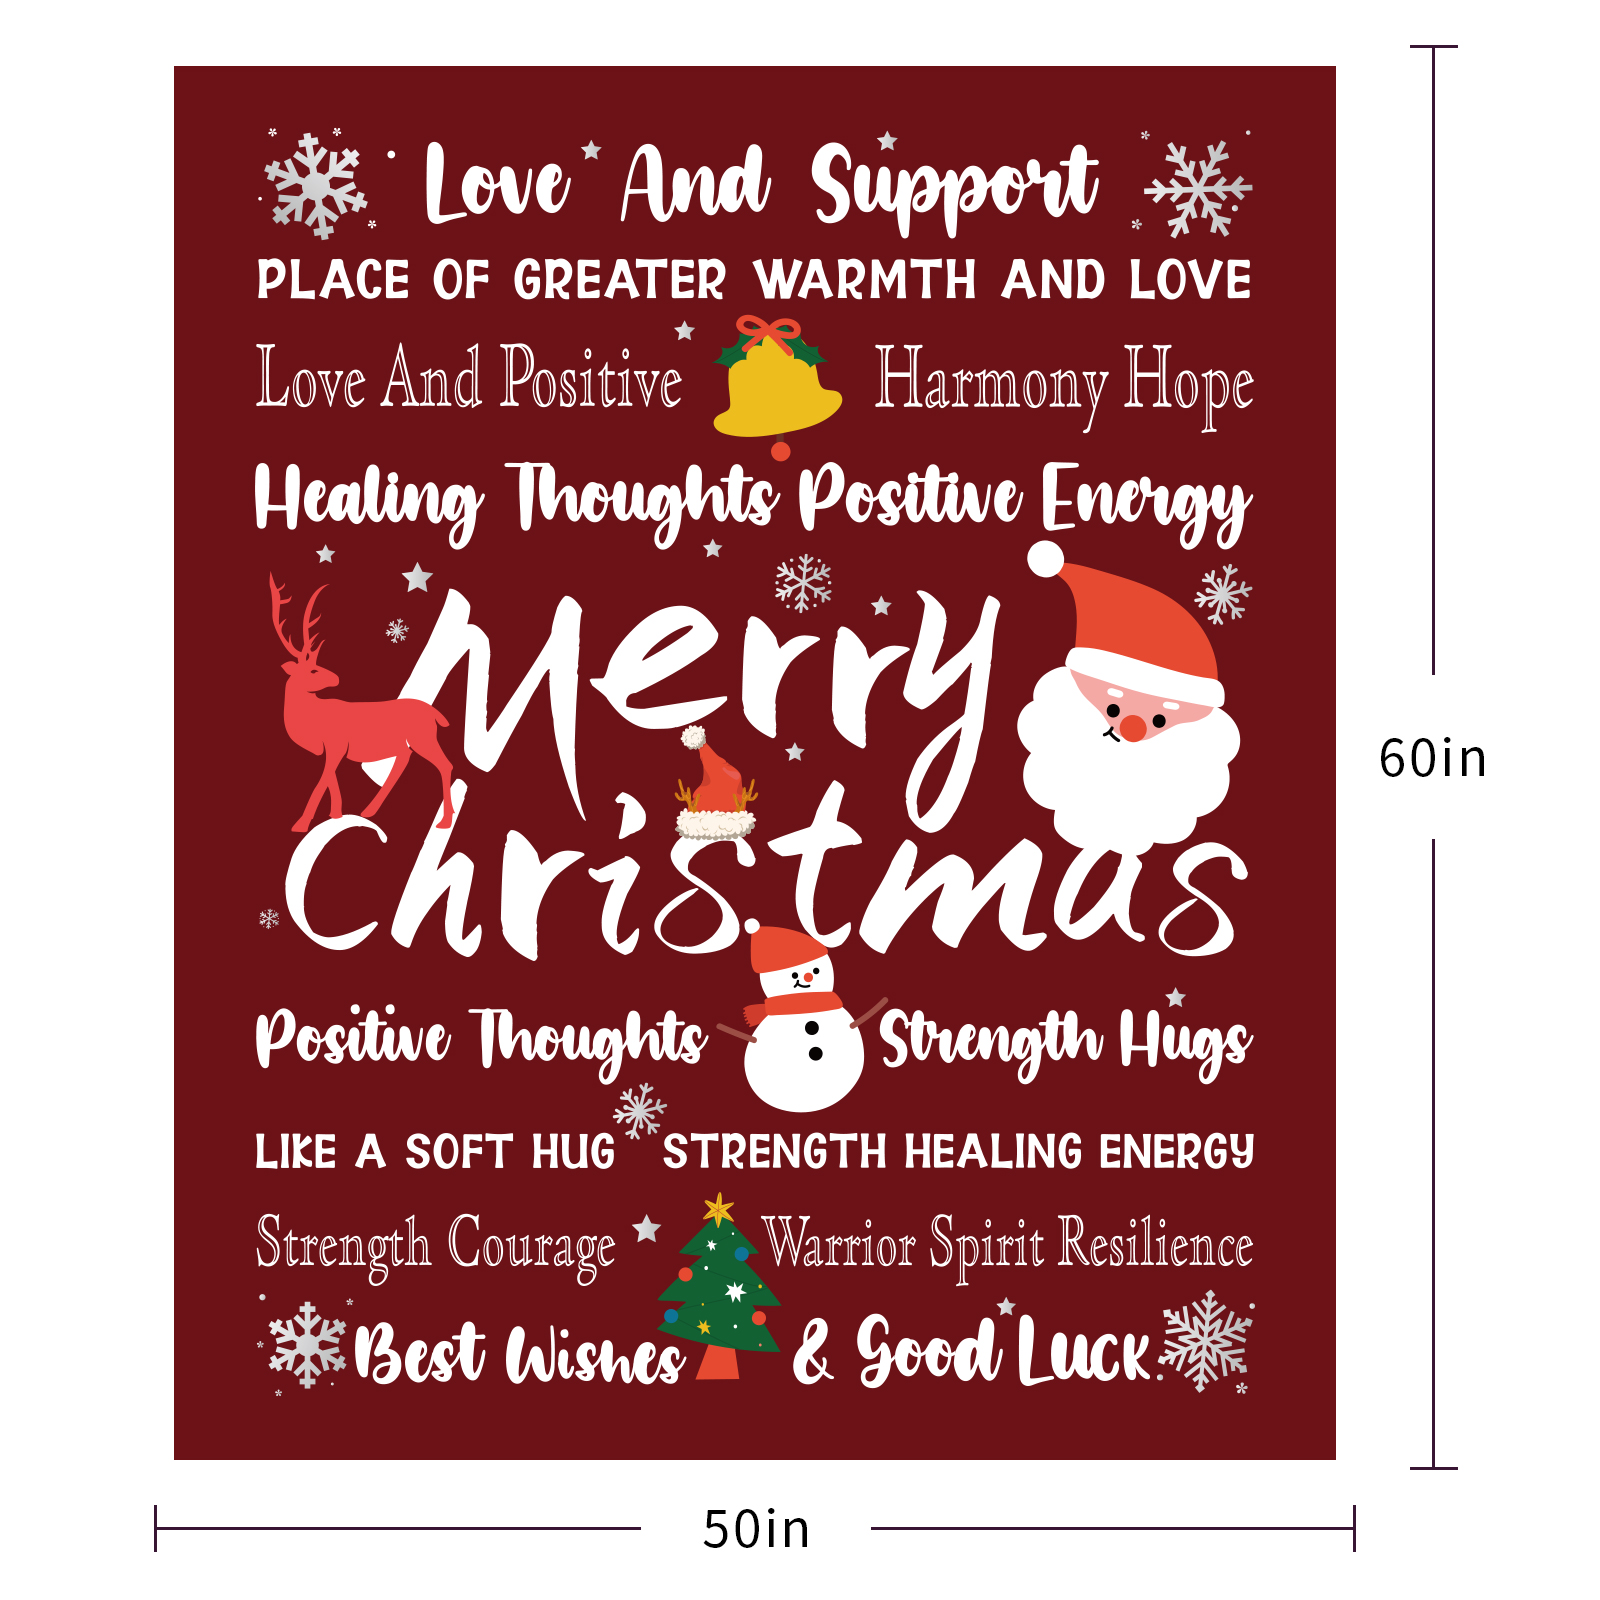 Love And Support
PLACE OF GREATER WARMTH AND LOVE
Love And Positive Harmony Hope
Healing Thoughts Positive Energy
Merry
Christmas
60in
Positive Thoughts Strength Hugs
LIKE A SOFT HUG STRENGTH HEALING ENERGY
Strength Courage Warrior Spirit Resilience
Best Wishes & Good Luck
50in